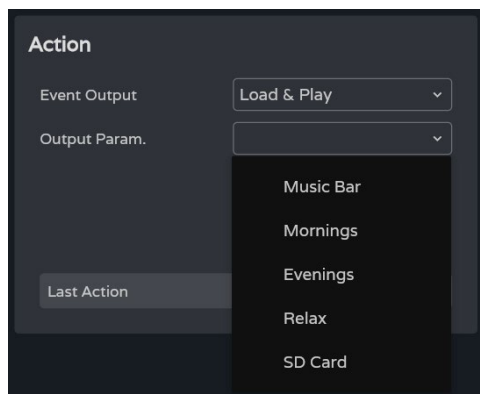 Action
Event Output Load & Play
Output Param.
Music Bar
Mornings
Evenings
Relax
Last Action
SD Card